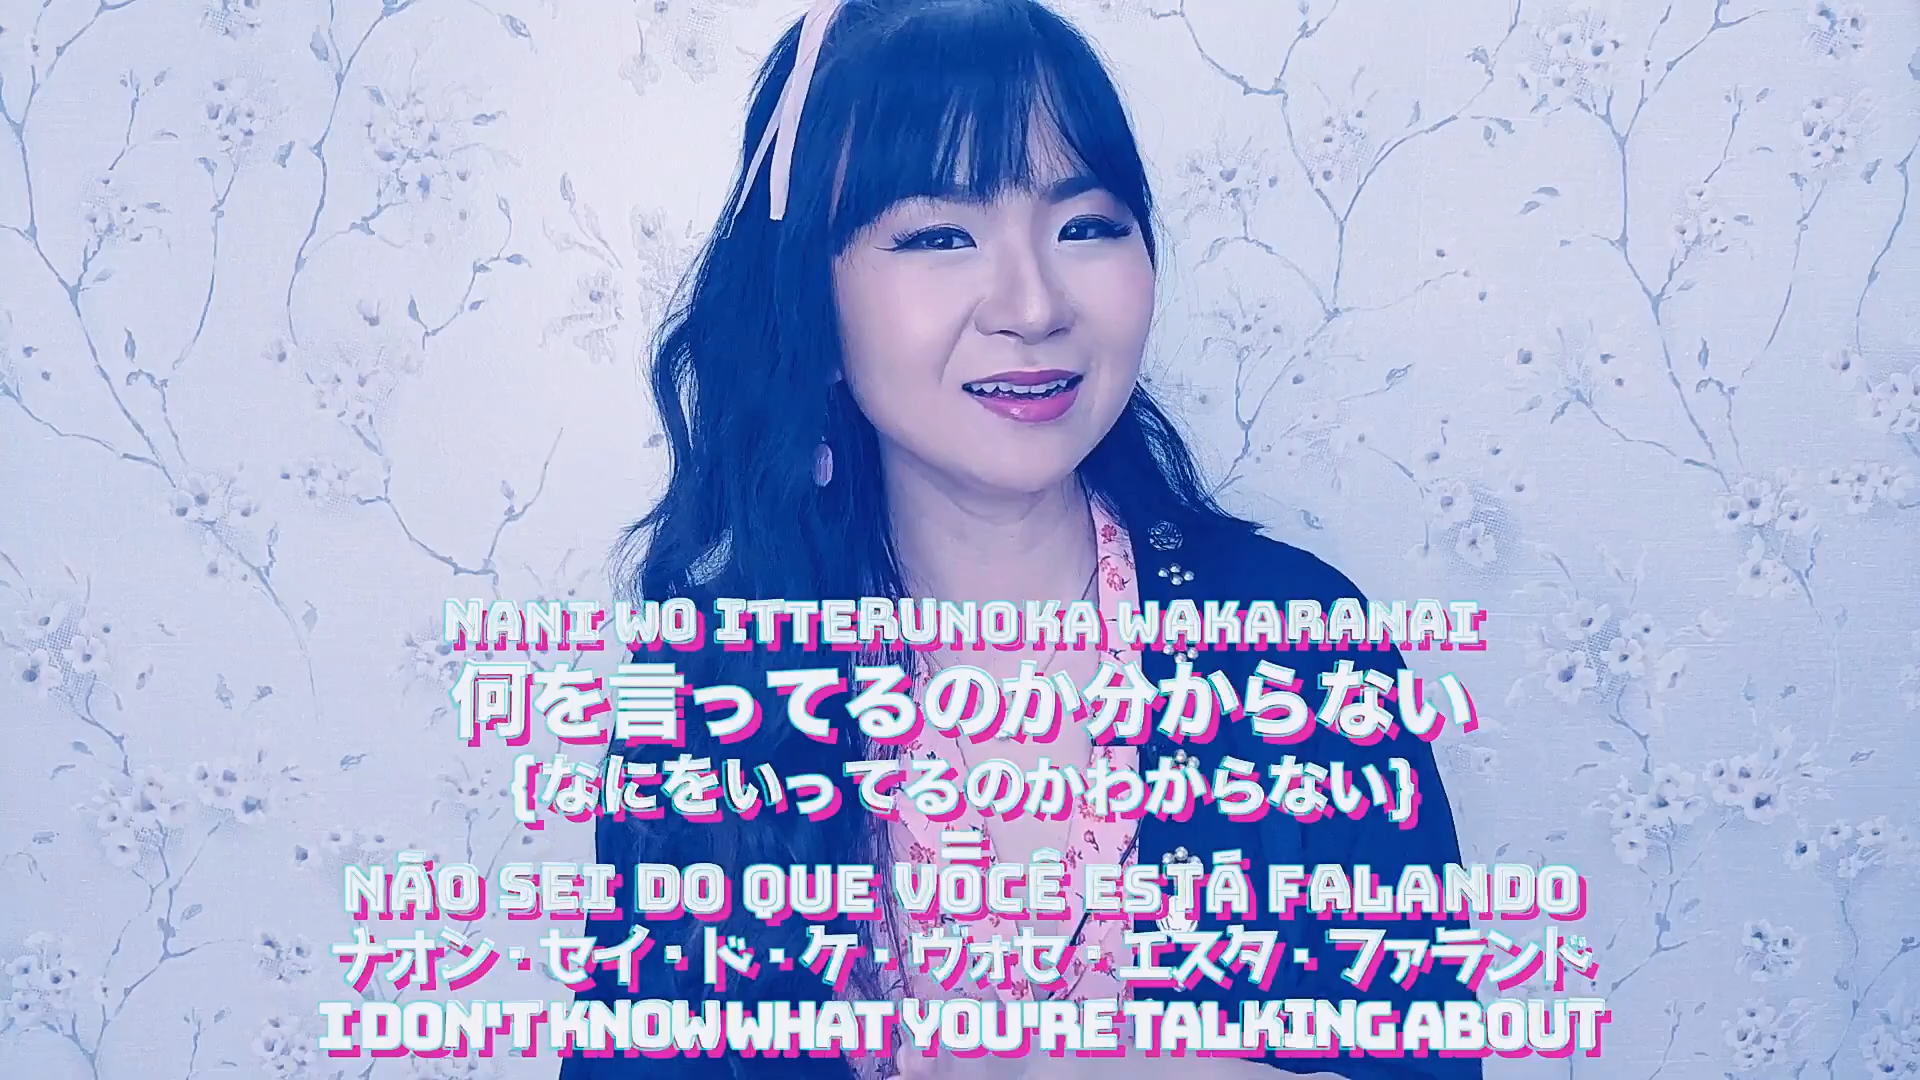 NANI WO ITTERUNOKA WAKARANAI
何を言ってるのか分からない
{なにをいってるのかわからない}
=
NÃO SEI DO QUE VOCÊ ESTÁ FALANDO
ナオン・セイ・ド・ケ・ヴォセ・エスタ・ファランド
I DON'T KNOW WHAT YOU'RE TALKING ABOUT